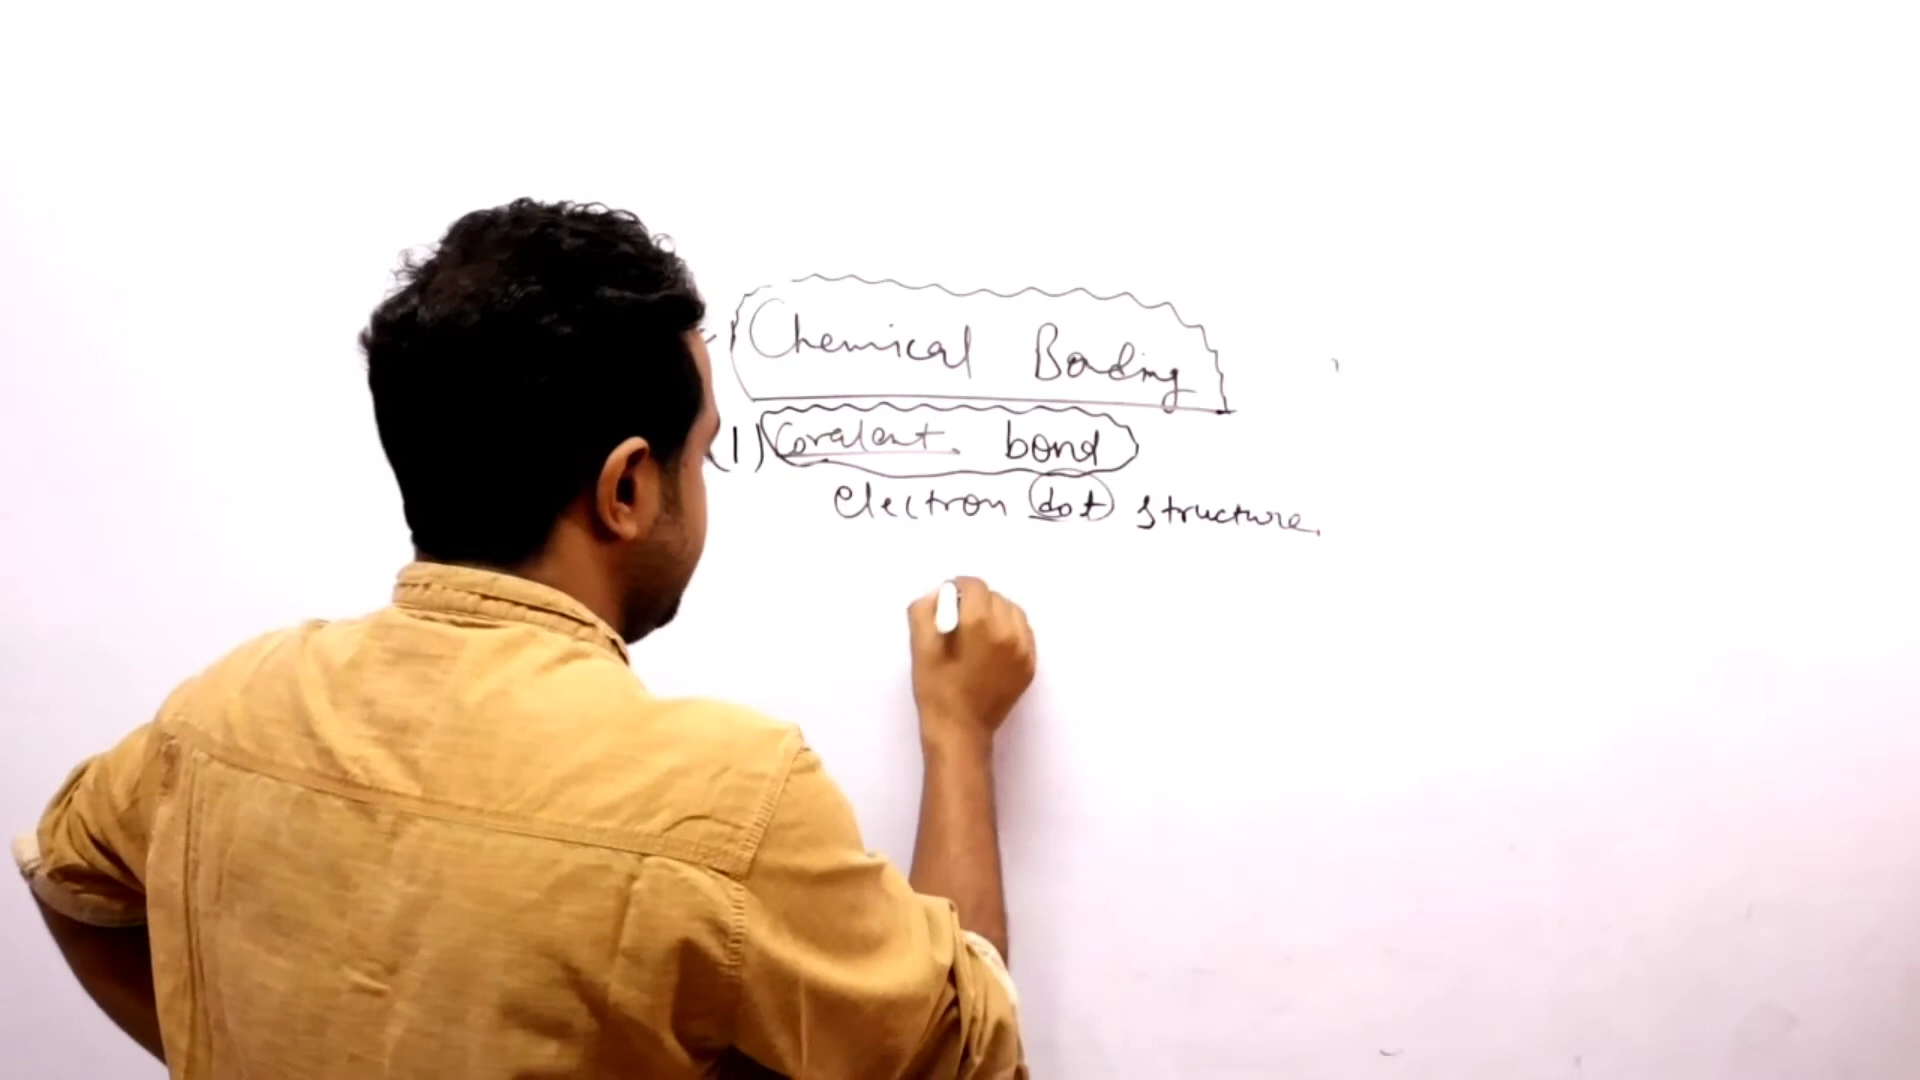 Chemical Bonding
(1) Covalent bond
electron dot structure.